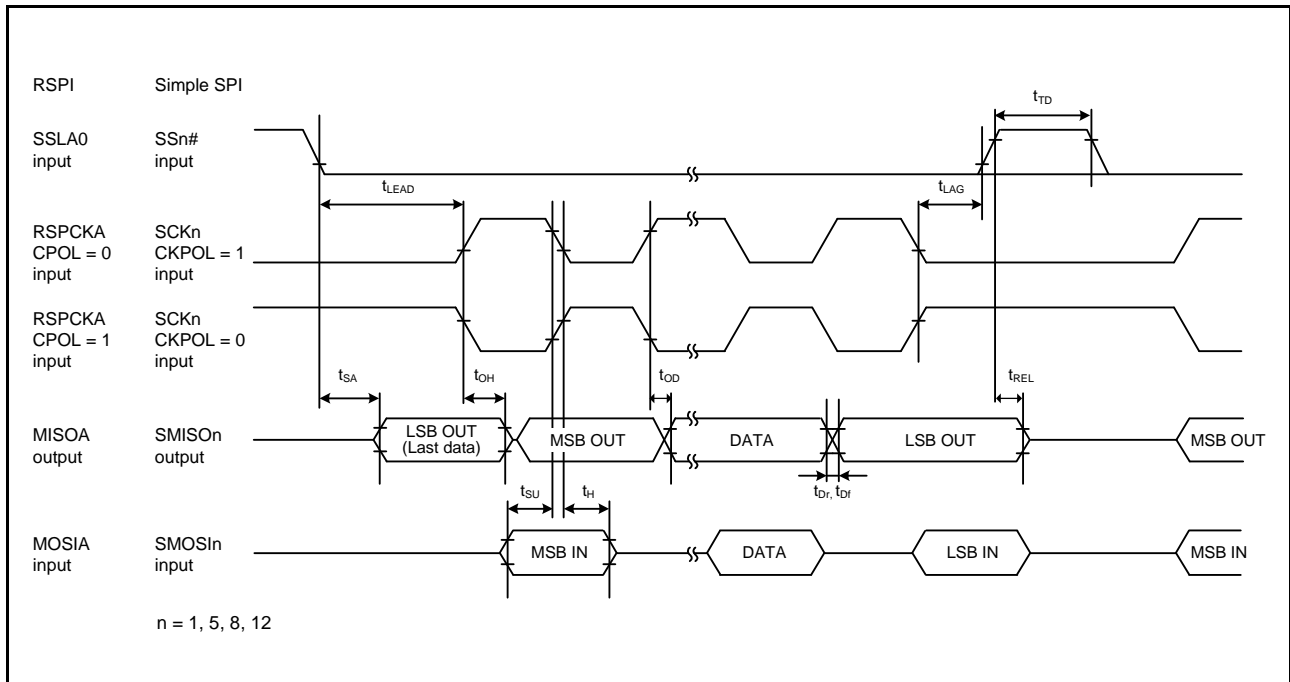 RSPI Simple SPI
tTD
SSLA0 SSn#
input input
tLEAD tLAG
RSPCKA SCKn
CPOL = 0 CKPOL = 1
input input
RSPCKA SCKn
CPOL = 1 CKPOL = 0
input input
tSA tOH tOD tREL
MISOA SMISOn
output output
LSB OUT
(Last data)
MSB OUT DATA LSB OUT MSB OUT
tSU tH tDr, tDf
MOSIA SMOSIn
input input
MSB IN DATA LSB IN MSB IN
n = 1, 5, 8, 12